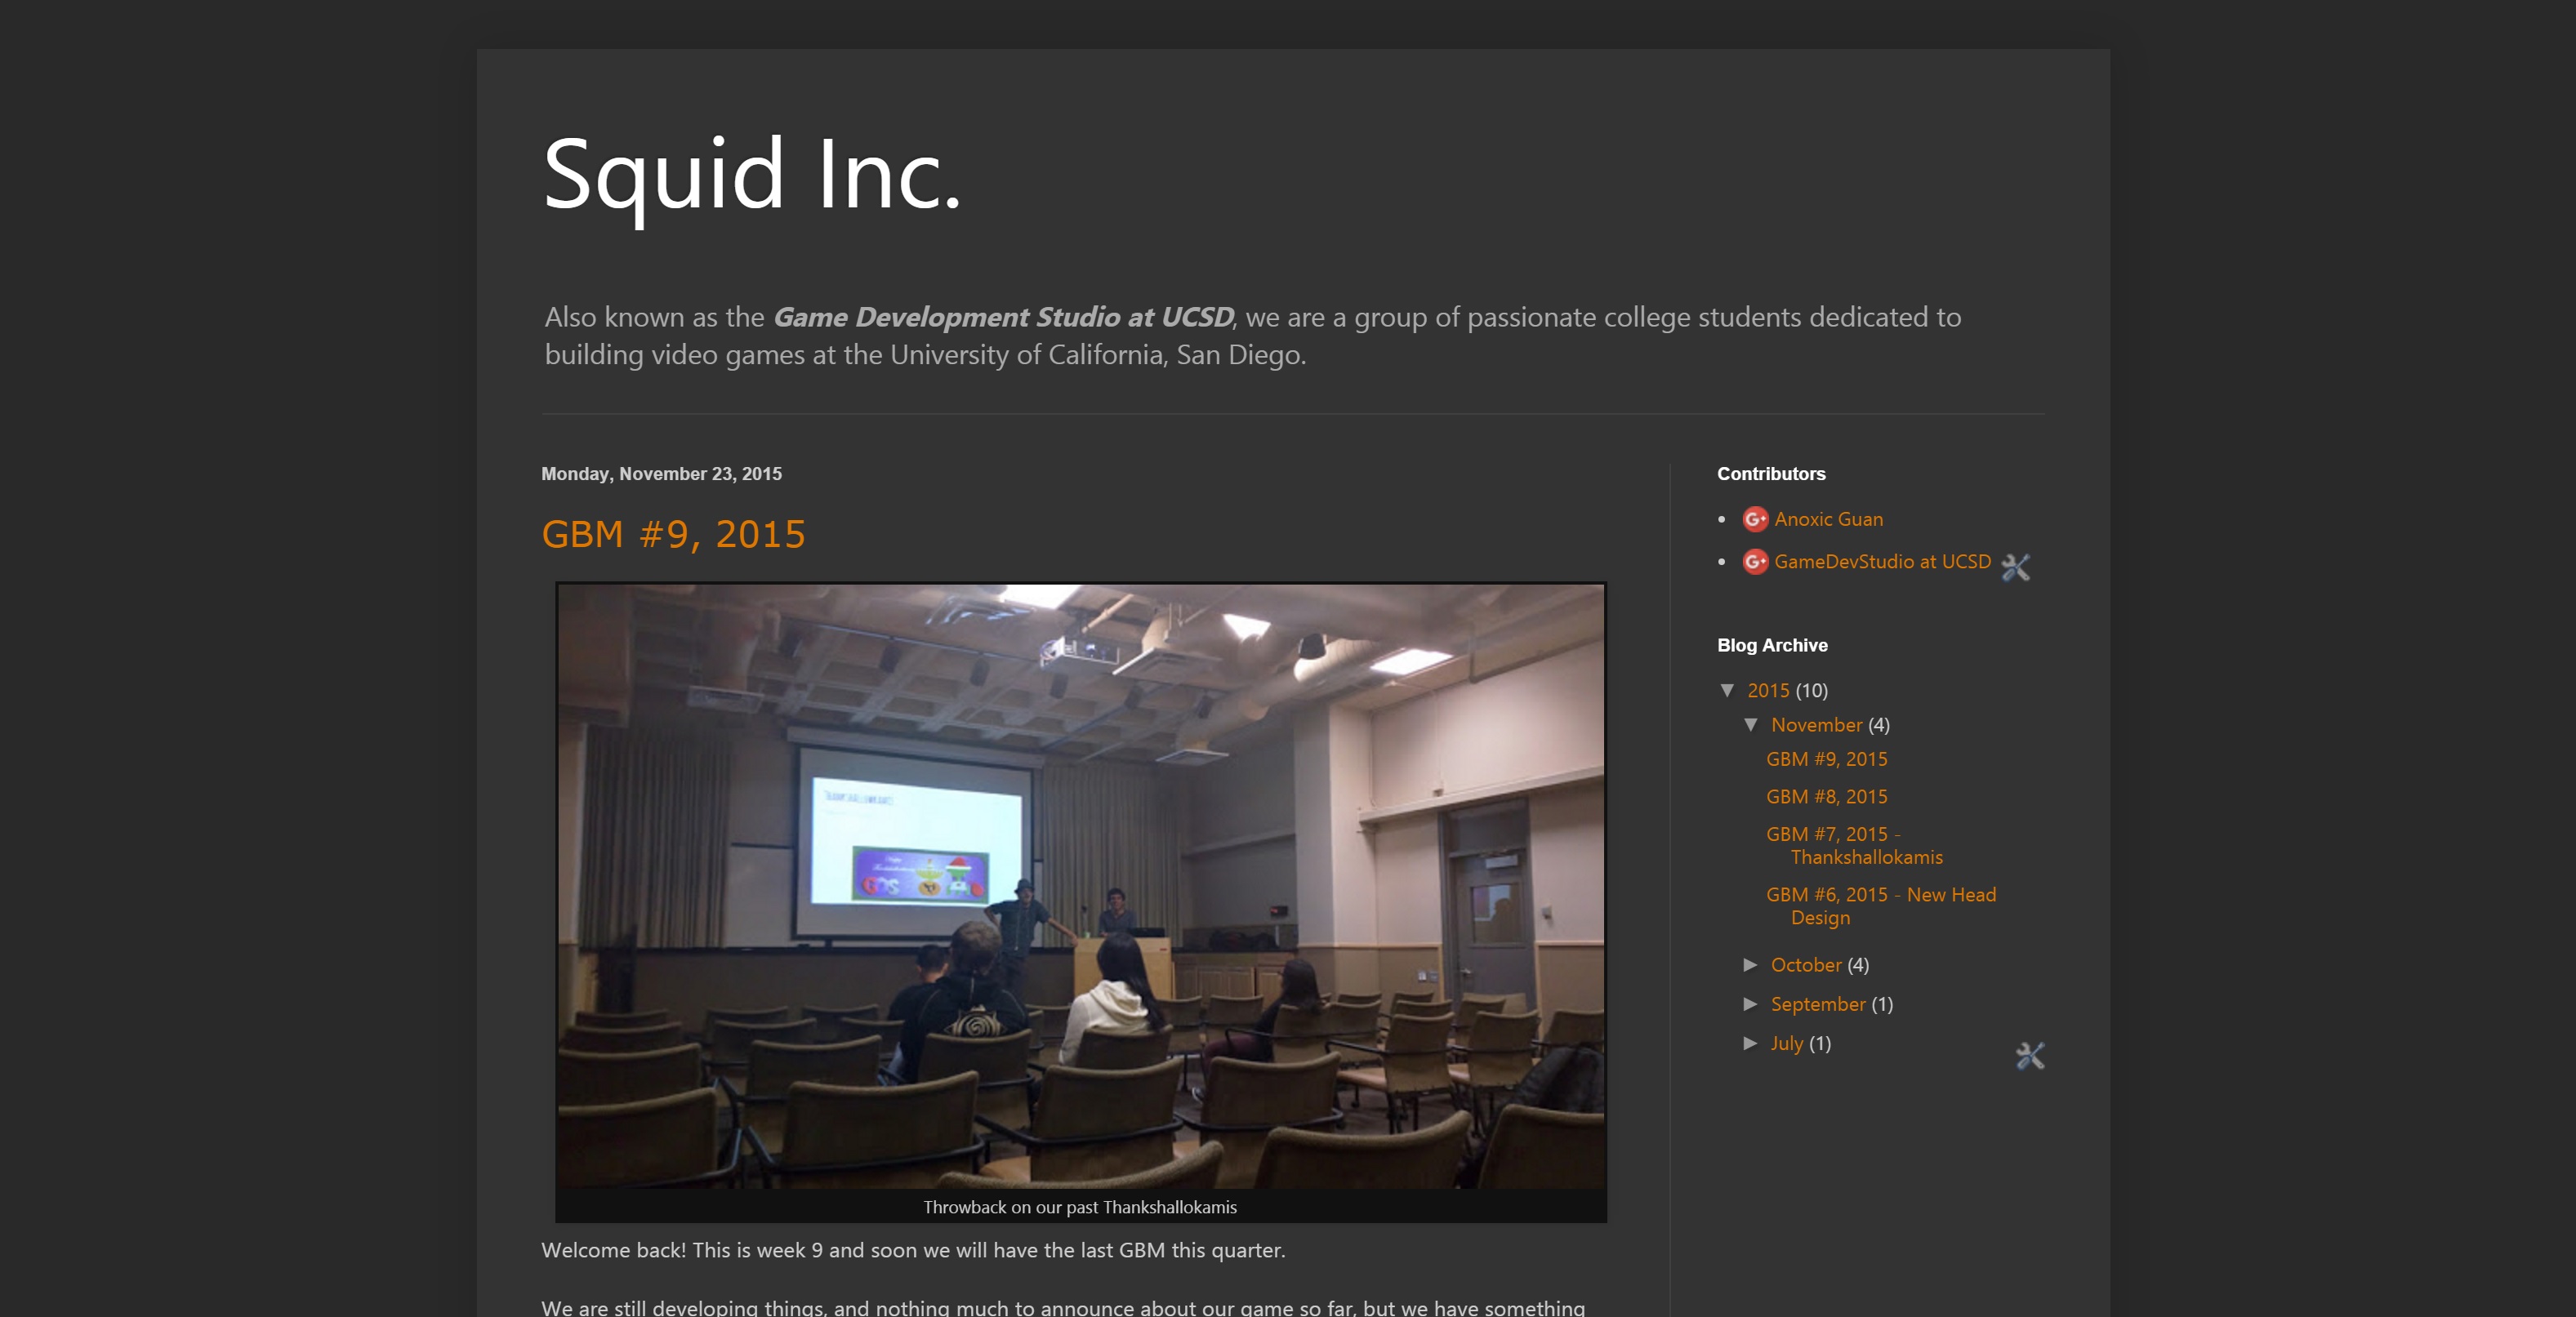 Squid Inc.
Also known as the Game Development Studio at UCSD, we are a group of passionate college students dedicated to
building video games at the University of California, San Diego.
Monday, November 23, 2015
GBM #9, 2015
Throwback on our past Thankshallokamis
Welcome back! This is week 9 and soon we will have the last GBM this quarter.
We are still developing things, and nothing much to announce about our game so far, but we have something
Contributors
• G+ Anoxic Guan
• G+ GameDevStudio at UCSD
Blog Archive
▼ 2015 (10)
▼ November (4)
GBM #9, 2015
GBM #8, 2015
GBM #7, 2015 -
Thankshallokamis
GBM #6, 2015 - New Head
Design
► October (4)
► September (1)
► July (1)